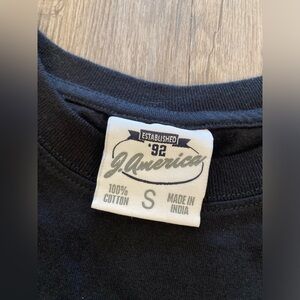 ESTABLISHED
'92
J.America
100% COTTON
S
MADE IN INDIA